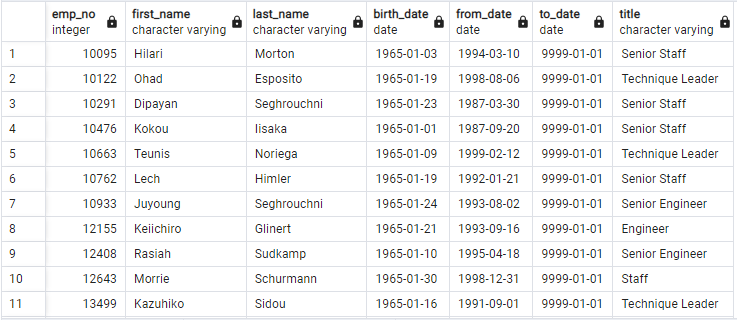 emp_no first_name last_name birth_date from_date to_date title
integer character varying character varying date date date character varying
1 10095 Hilari Morton 1965-01-03 1994-03-10 9999-01-01 Senior Staff
2 10122 Ohad Esposito 1965-01-19 1998-08-06 9999-01-01 Technique Leader
3 10291 Dipayan Seghrouchni 1965-01-23 1987-03-30 9999-01-01 Senior Staff
4 10476 Kokou Iisaka 1965-01-01 1987-09-20 9999-01-01 Senior Staff
5 10663 Teunis Noriega 1965-01-09 1999-02-12 9999-01-01 Technique Leader
6 10762 Lech Himler 1965-01-19 1992-01-21 9999-01-01 Senior Staff
7 10933 Juyoung Seghrouchni 1965-01-24 1993-08-02 9999-01-01 Senior Engineer
8 12155 Keiichiro Glinert 1965-01-21 1993-09-16 9999-01-01 Engineer
9 12408 Rasiah Sudkamp 1965-01-10 1995-04-18 9999-01-01 Senior Engineer
10 12643 Morrie Schurmann 1965-01-30 1998-12-31 9999-01-01 Staff
11 13499 Kazuhiko Sidou 1965-01-16 1991-09-01 9999-01-01 Technique Leader